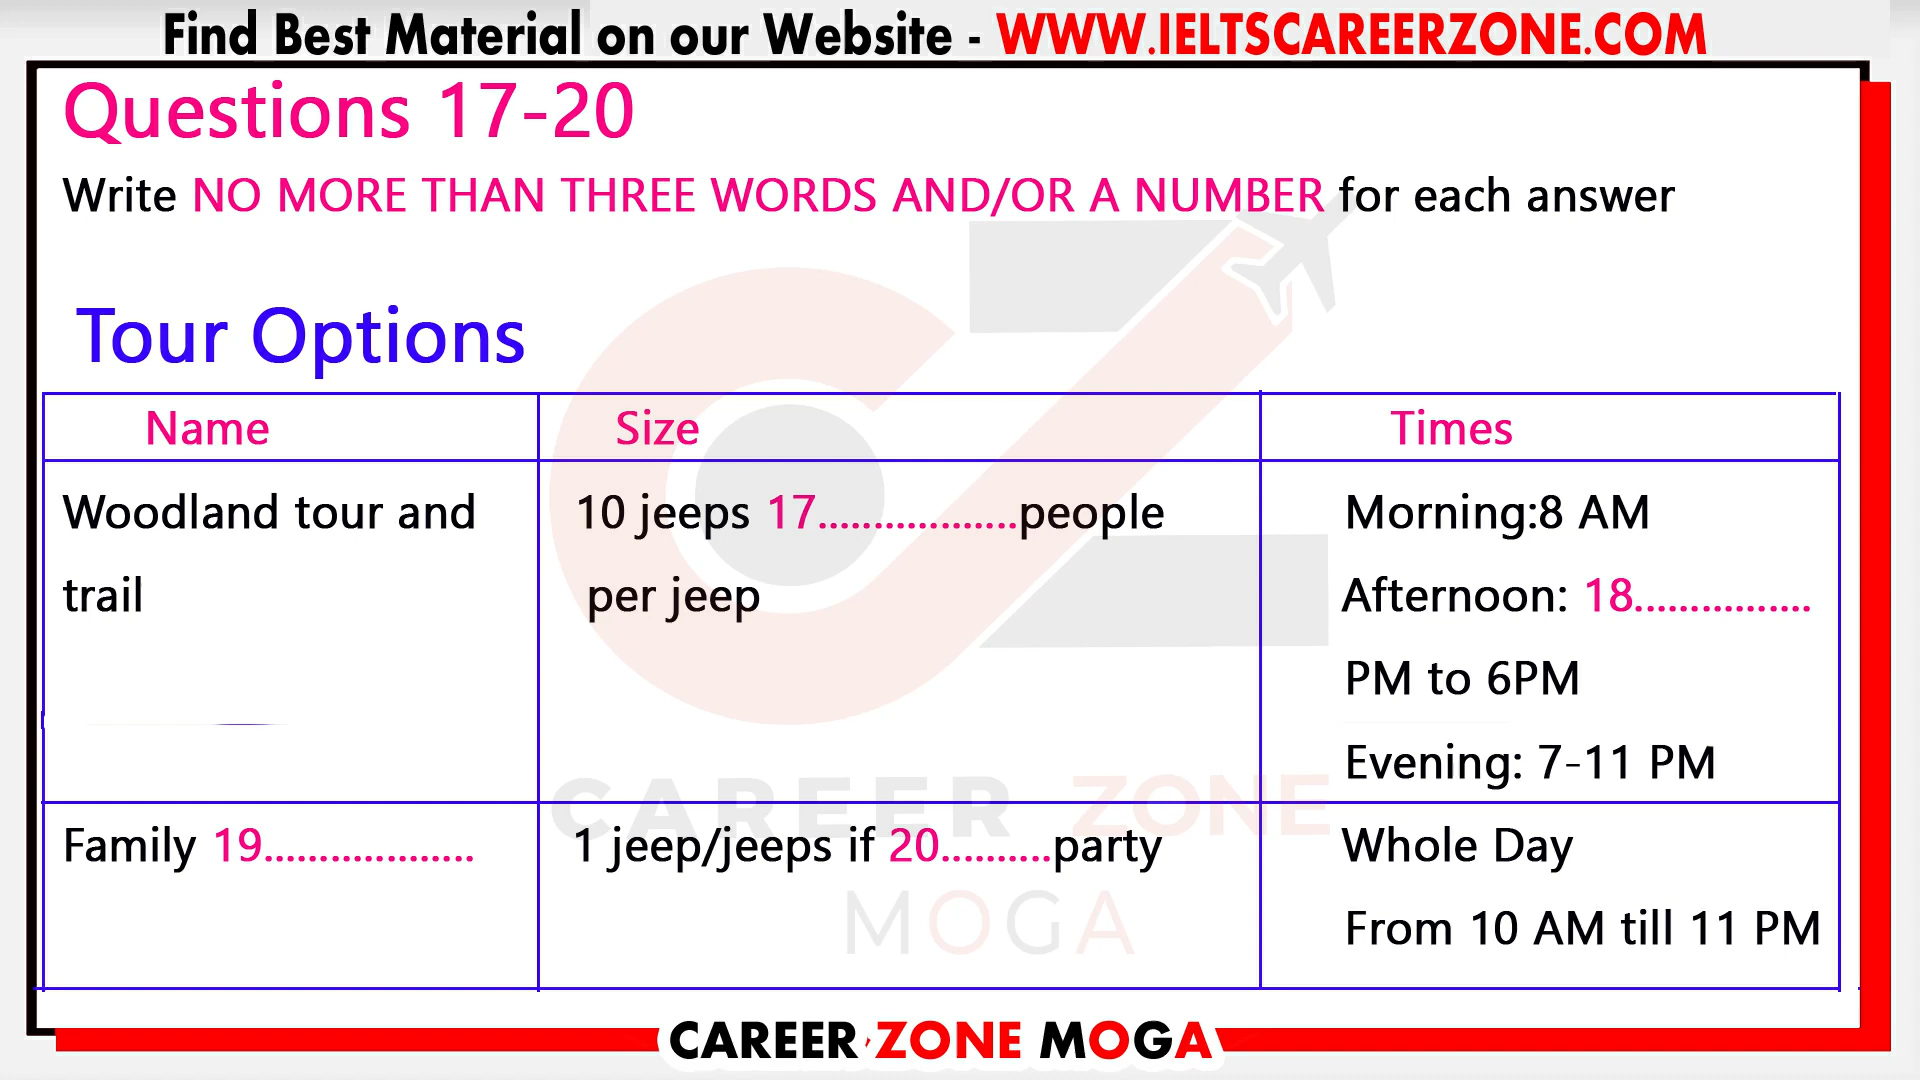 Find Best Material on our Website - WWW.IELTSCAREERZONE.COM
Questions 17-20
Write NO MORE THAN THREE WORDS AND/OR A NUMBER for each answer
Tour Options
Name Size Times
Woodland tour and 10 jeeps 17..................people Morning:8 AM
trail per jeep Afternoon: 18................
PM to 6PM
Evening: 7-11 PM
CAREER ZONE
Family 19................... 1 jeep/jeeps if 20..........party Whole Day
MOGA
From 10 AM till 11 PM
CAREER ZONE MOGA